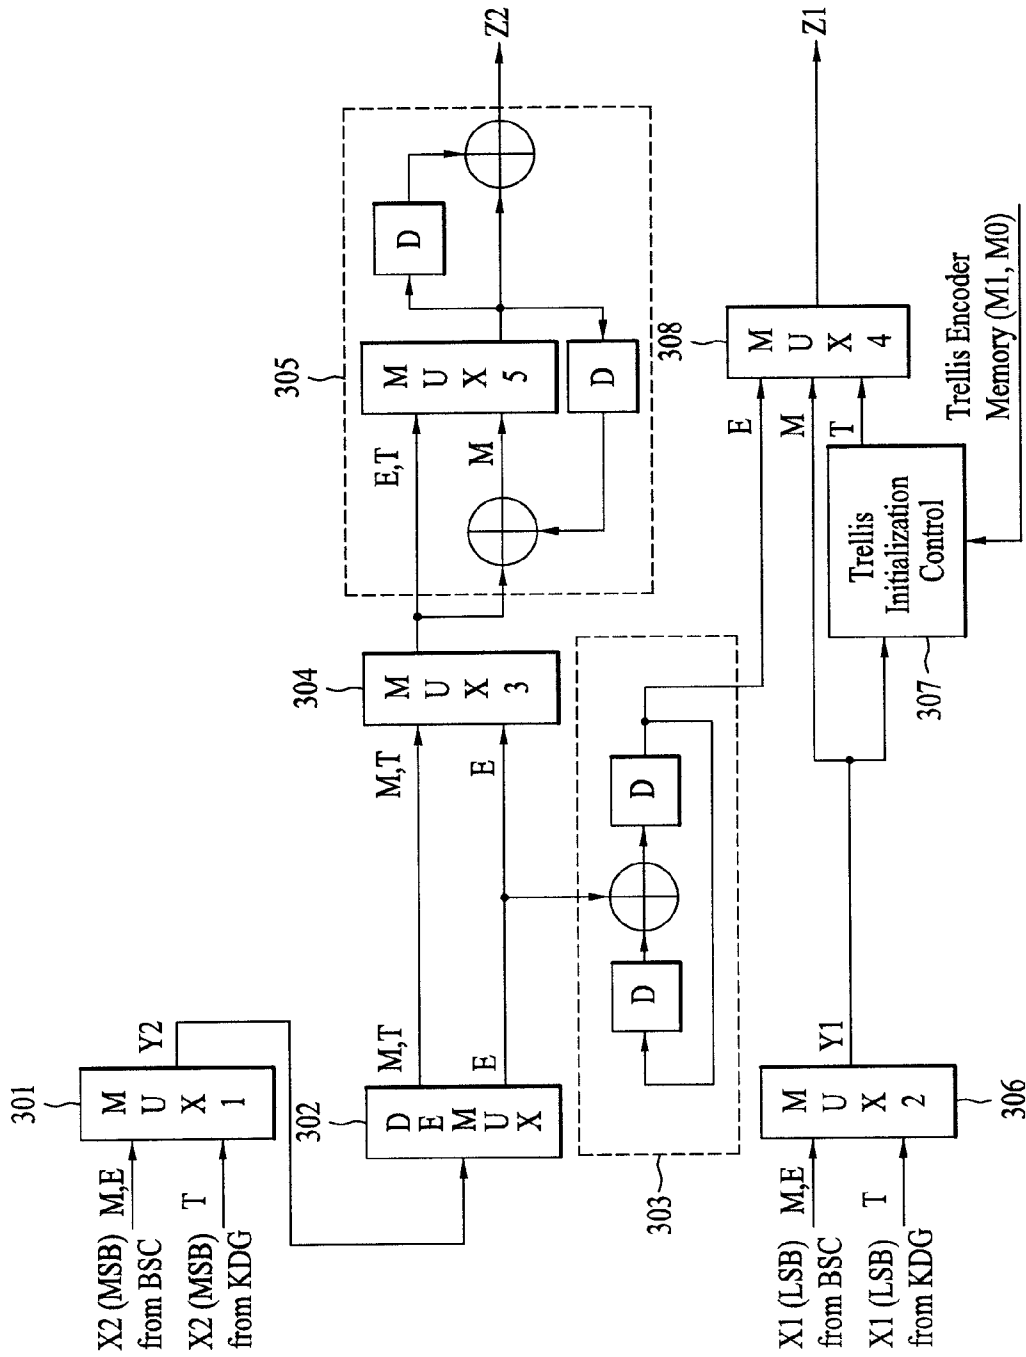 X2 (MSB) M,E
from BSC
X2 (MSB) T
from KDG
301
M
U
X
1
Y2
302
D
E
M
U
X
M,T
E
M,T
E
304
M
U
X
3
E,T
M
305
M
U
X
5
D
D
Z2
303
D
D
X1 (LSB) M,E
from BSC
X1 (LSB) T
from KDG
M
U
X
2
306
Y1
Trellis
Initialization
Control
307
E
M
T
308
M
U
X
4
Z1
Trellis Encoder
Memory (M1, M0)